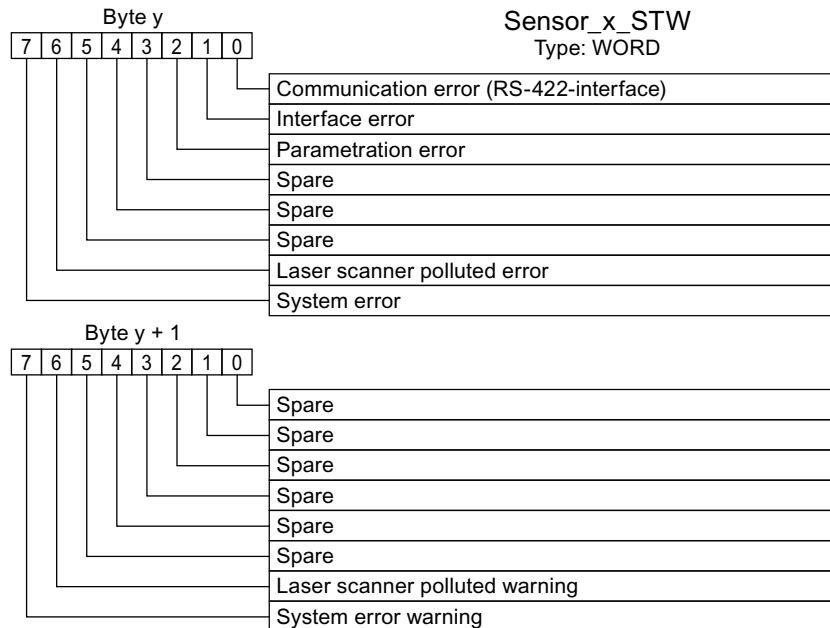 Byte y
Sensor_x_STW
7 6 5 4 3 2 1 0
Type: WORD
Communication error (RS-422-interface)
Interface error
Parametration error
Spare
Spare
Spare
Laser scanner polluted error
System error
Byte y + 1
7 6 5 4 3 2 1 0
Spare
Spare
Spare
Spare
Spare
Spare
Laser scanner polluted warning
System error warning